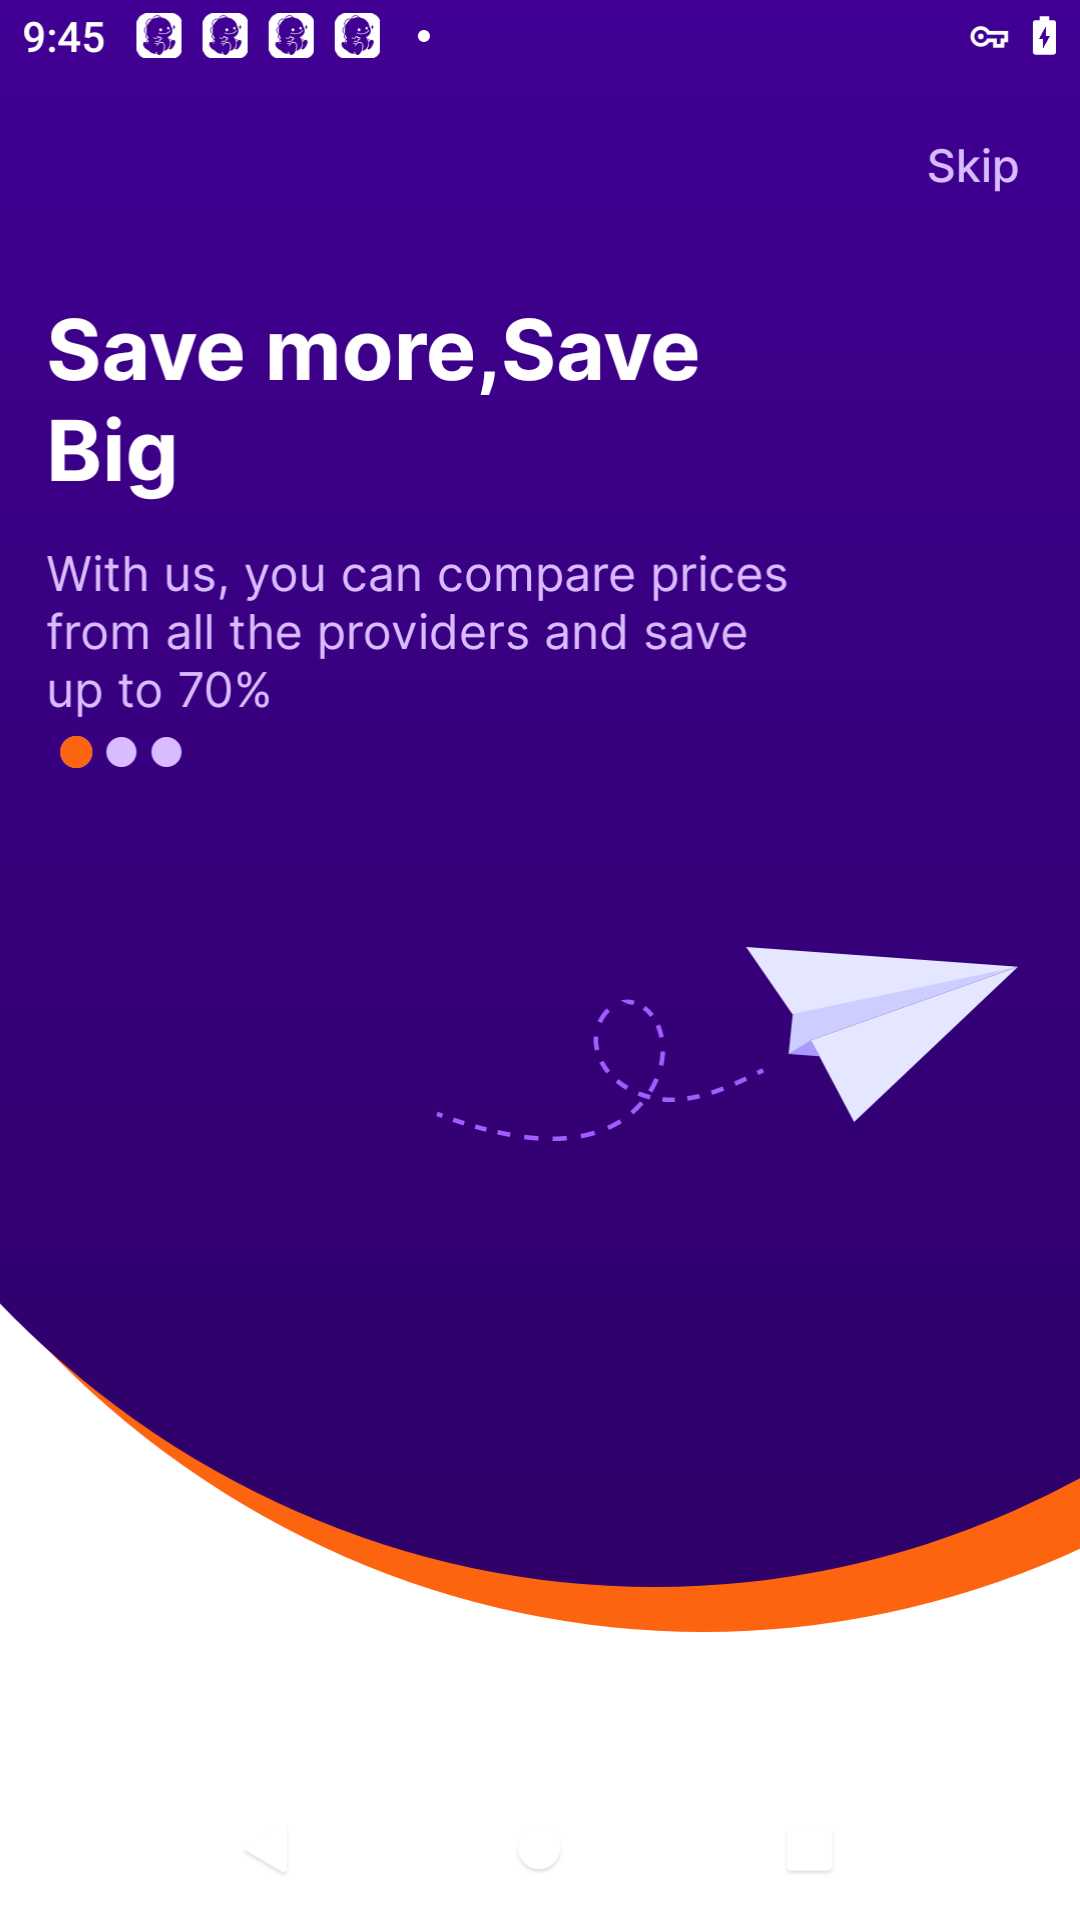 9:45
Skip
Save more,Save
Big
With us, you can compare prices
from all the providers and save
up to 70%